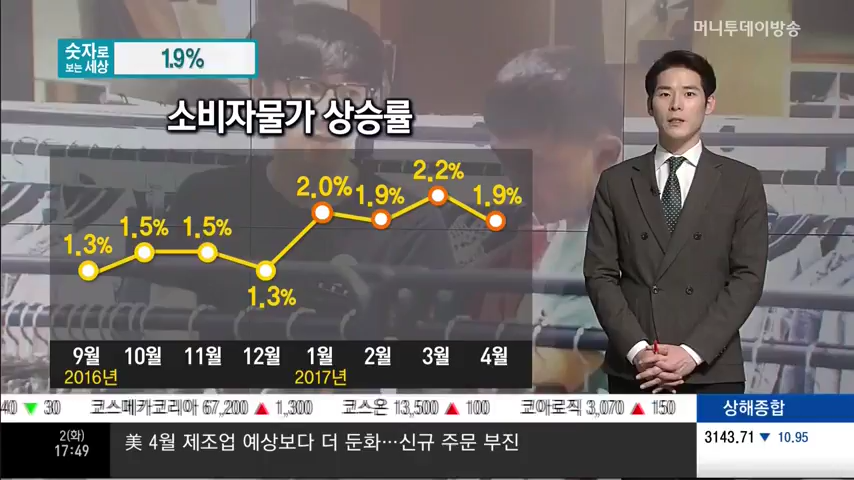 머니투데이방송
숫자로
보는 세상
1.9%
소비자물가 상승률
1.3%
1.5%
1.5%
1.3%
2.0%
1.9%
2.2%
1.9%
9월 10월 11월 12월 1월 2월 3월 4월
2016년 2017년
40 ▼ 30 코스메카코리아 67,200 ▲ 1,300 코스온 13,500 ▲ 100 코아로직 3,070 ▲ 150
상해종합
3143.71 ▼ 10.95
2(화)
17:49
美 4월 제조업 예상보다 더 둔화…신규 주문 부진